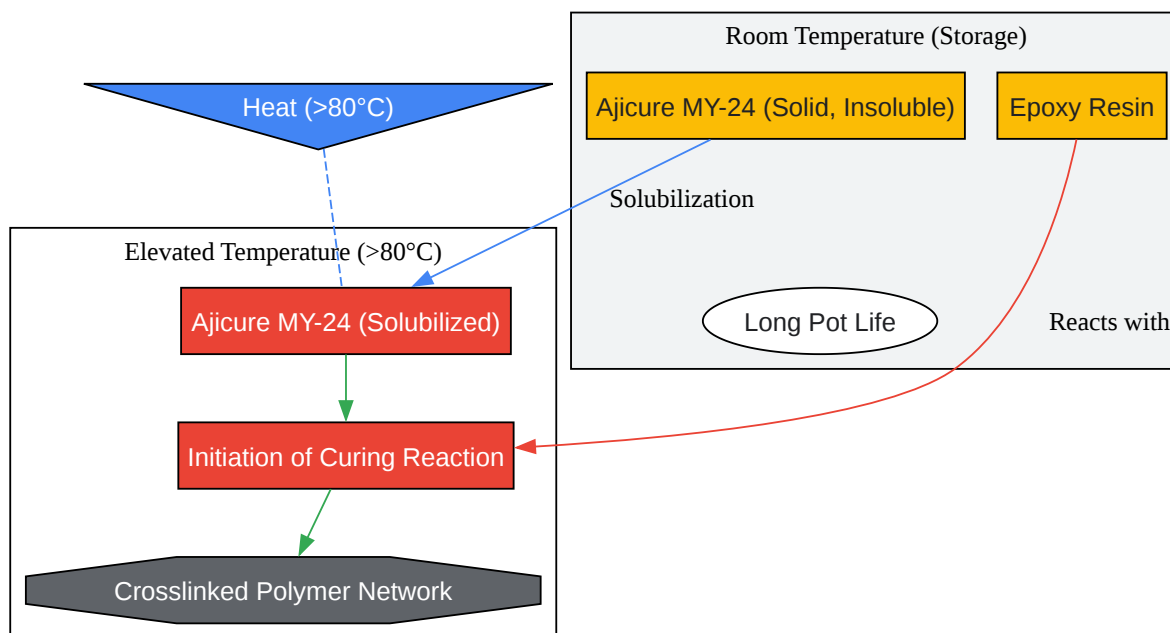 Room Temperature (Storage)
Heat (>80°C)
Ajicure MY-24 (Solid, Insoluble)
Epoxy Resin
Solubilization
Elevated Temperature (>80°C)
Ajicure MY-24 (Solubilized)
Long Pot Life
Reacts with
Initiation of Curing Reaction
Crosslinked Polymer Network